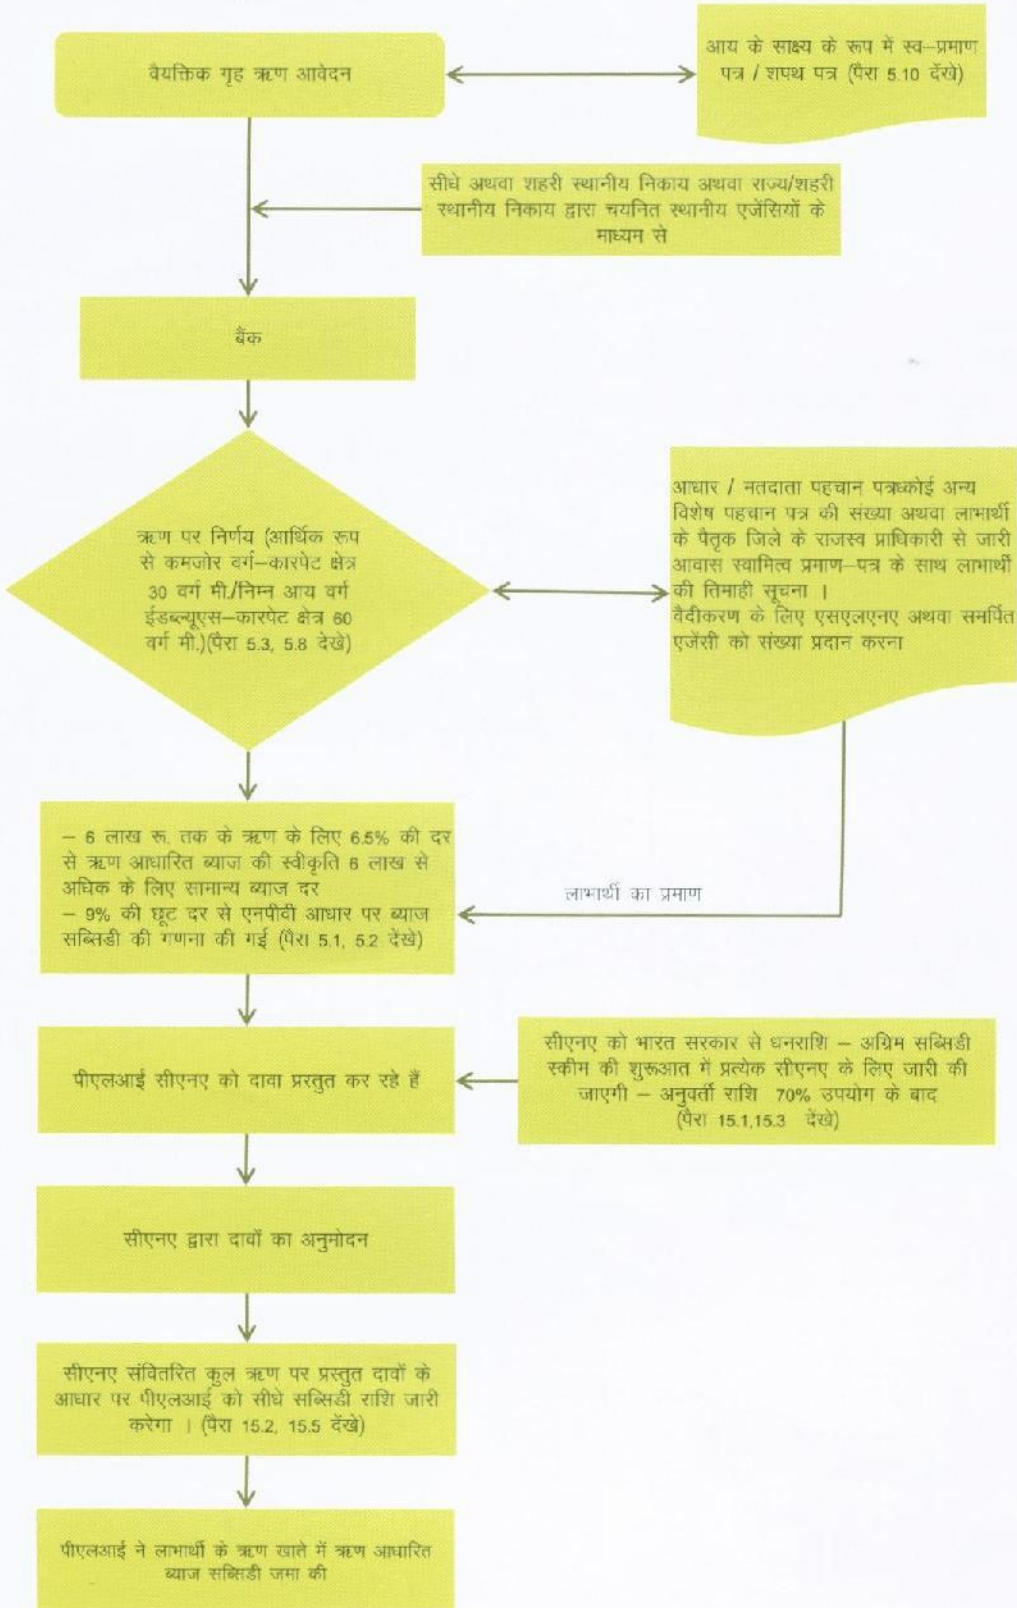 वैयक्तिक गृह ऋण आवेदन
आय के साक्ष्य के रूप में स्व–प्रमाण
पत्र / शपथ पत्र (पैरा 5.10 देंखे)
सीधे अथवा शहरी स्थानीय निकाय अथवा राज्य/शहरी
स्थानीय निकाय द्वारा चयनित स्थानीय एजेंसियों के
माध्यम से
बैंक
ऋण पर निर्णय (आर्थिक रूप
से कमजोर वर्ग–कारपेट क्षेत्र
30 वर्ग मी./निम्न आय वर्ग
ईडब्ल्यूएस–कारपेट क्षेत्र 60
वर्ग मी.)(पैरा 5.3, 5.8 देखे)
आधार / मतदाता पहचान पत्रध्कोई अन्य
विशेष पहचान पत्र की संख्या अथवा लाभार्थी
के पैतृक जिले के राजस्व प्राधिकारी से जारी
आवास स्वामित्व प्रमाण–पत्र के साथ लाभार्थी
की तिमाही सूचना ।
वैदीकरण के लिए एसएलएनए अथवा समर्पित
एजेंसी को संख्या प्रदान करना
– 6 लाख रू. तक के ऋण के लिए 6.5% की दर
से ऋण आधारित ब्याज की स्वीकृति 6 लाख से
अधिक के लिए सामान्य ब्याज दर
– 9% की छूट दर से एनपीवी आधार पर ब्याज
सब्सिडी की गणना की गई (पैरा 5.1, 5.2 देंखे)
लाभार्थी का प्रमाण
पीएलआई सीएनए को दावा प्ररतुत कर रहे हैं
सीएनए को भारत सरकार से धनराशि – अग्रिम सब्सिडी
स्कीम की शुरूआत में प्रत्येक सीएनए के लिए जारी की
जाएगी – अनुवर्ती राशि 70% उपयोग के बाद
(पैरा 15.1,15.3 देंखे)
सीएनए द्वारा दावों का अनुमोदन
सीएनए संवितरित कुल ऋण पर प्रस्तुत दावों के
आधार पर पीएलआई को सीधे सब्सिडी राशि जारी
करेगा । (पैरा 15.2, 15.5 देंखे)
पीएलआई ने लाभार्थी के ऋण खाते में ऋण आधारित
ब्याज सब्सिडी जमा की